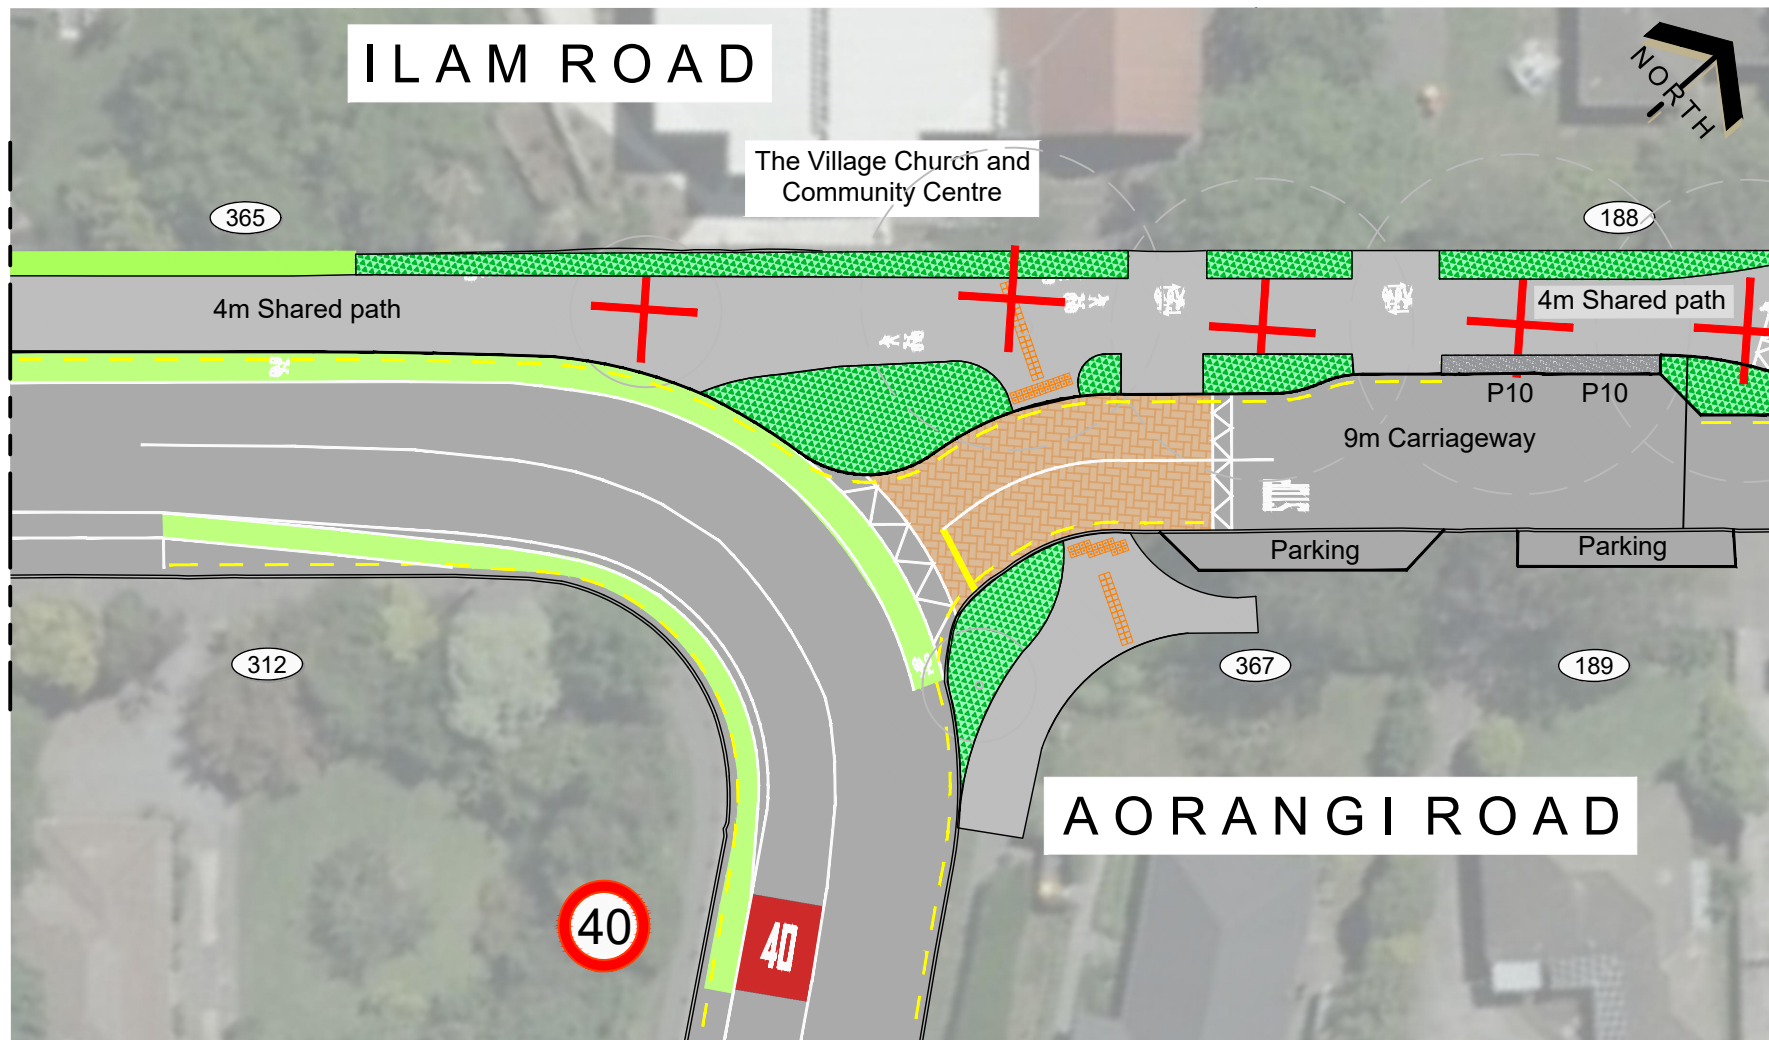 ILAM ROAD
NORTH
The Village Church and
Community Centre
365
188
4m Shared path
4m Shared path
P10
P10
9m Carriageway
Parking
Parking
312
367
189
AORANGI ROAD
40
40